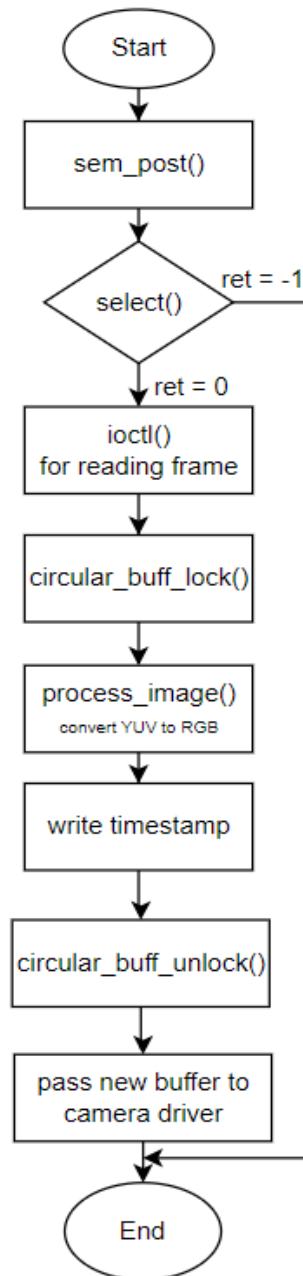 Start
sem_post()
select()
ret = -1
ret = 0
ioctl()
for reading frame
circular_buff_lock()
process_image()
convert YUV to RGB
write timestamp
circular_buff_unlock()
pass new buffer to
camera driver
End